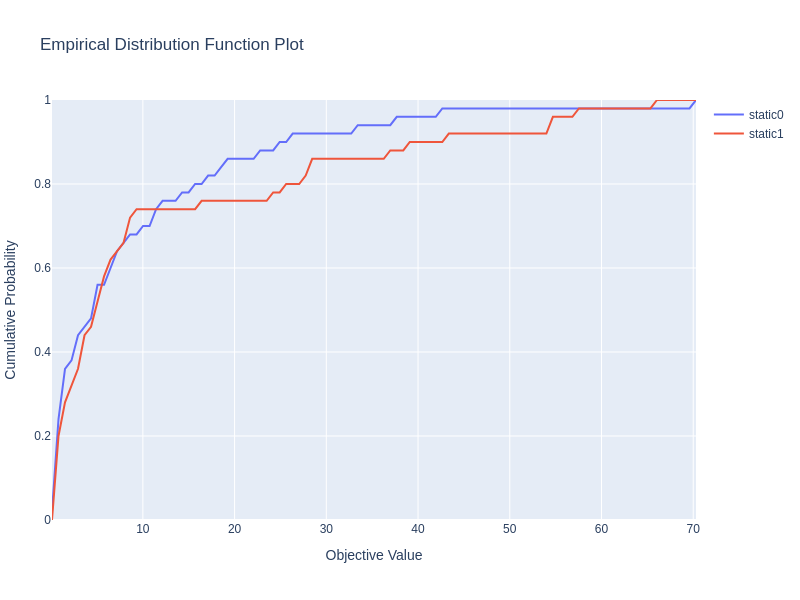 Empirical Distribution Function Plot
static0
static1
1
0.8
0.6
0.4
0.2
0
Cumulative Probability
10
20
30
40
50
60
70
Objective Value